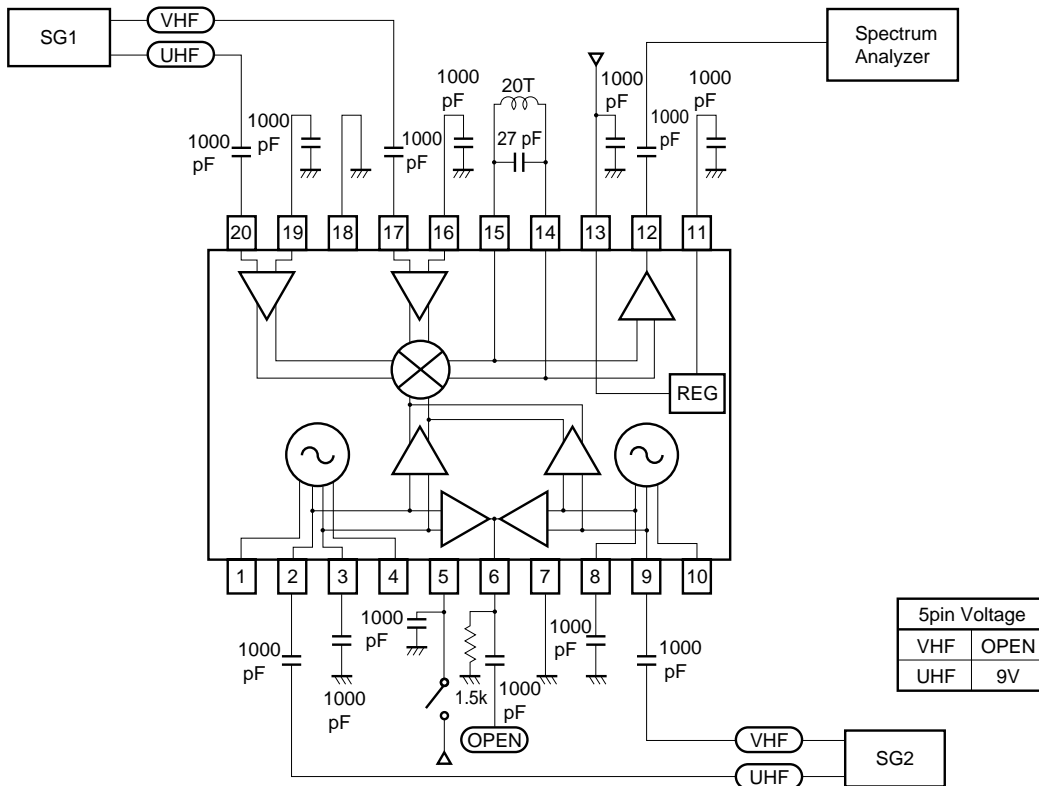 VHF
SG1
UHF
Spectrum
Analyzer
1000
pF
1000
pF
1000
pF
1000
pF
20T
27 pF
1000
pF
1000
pF
1000
pF
1000
pF
20 19 18 17 16 15 14 13 12 11
REG
1 2 3 4 5 6 7 8 9 10
1000
pF
1000
pF
1000
pF
1.5k
1000
pF
1000
pF
1000
pF
OPEN
5pin Voltage
VHF OPEN
UHF 9V
VHF
SG2
UHF